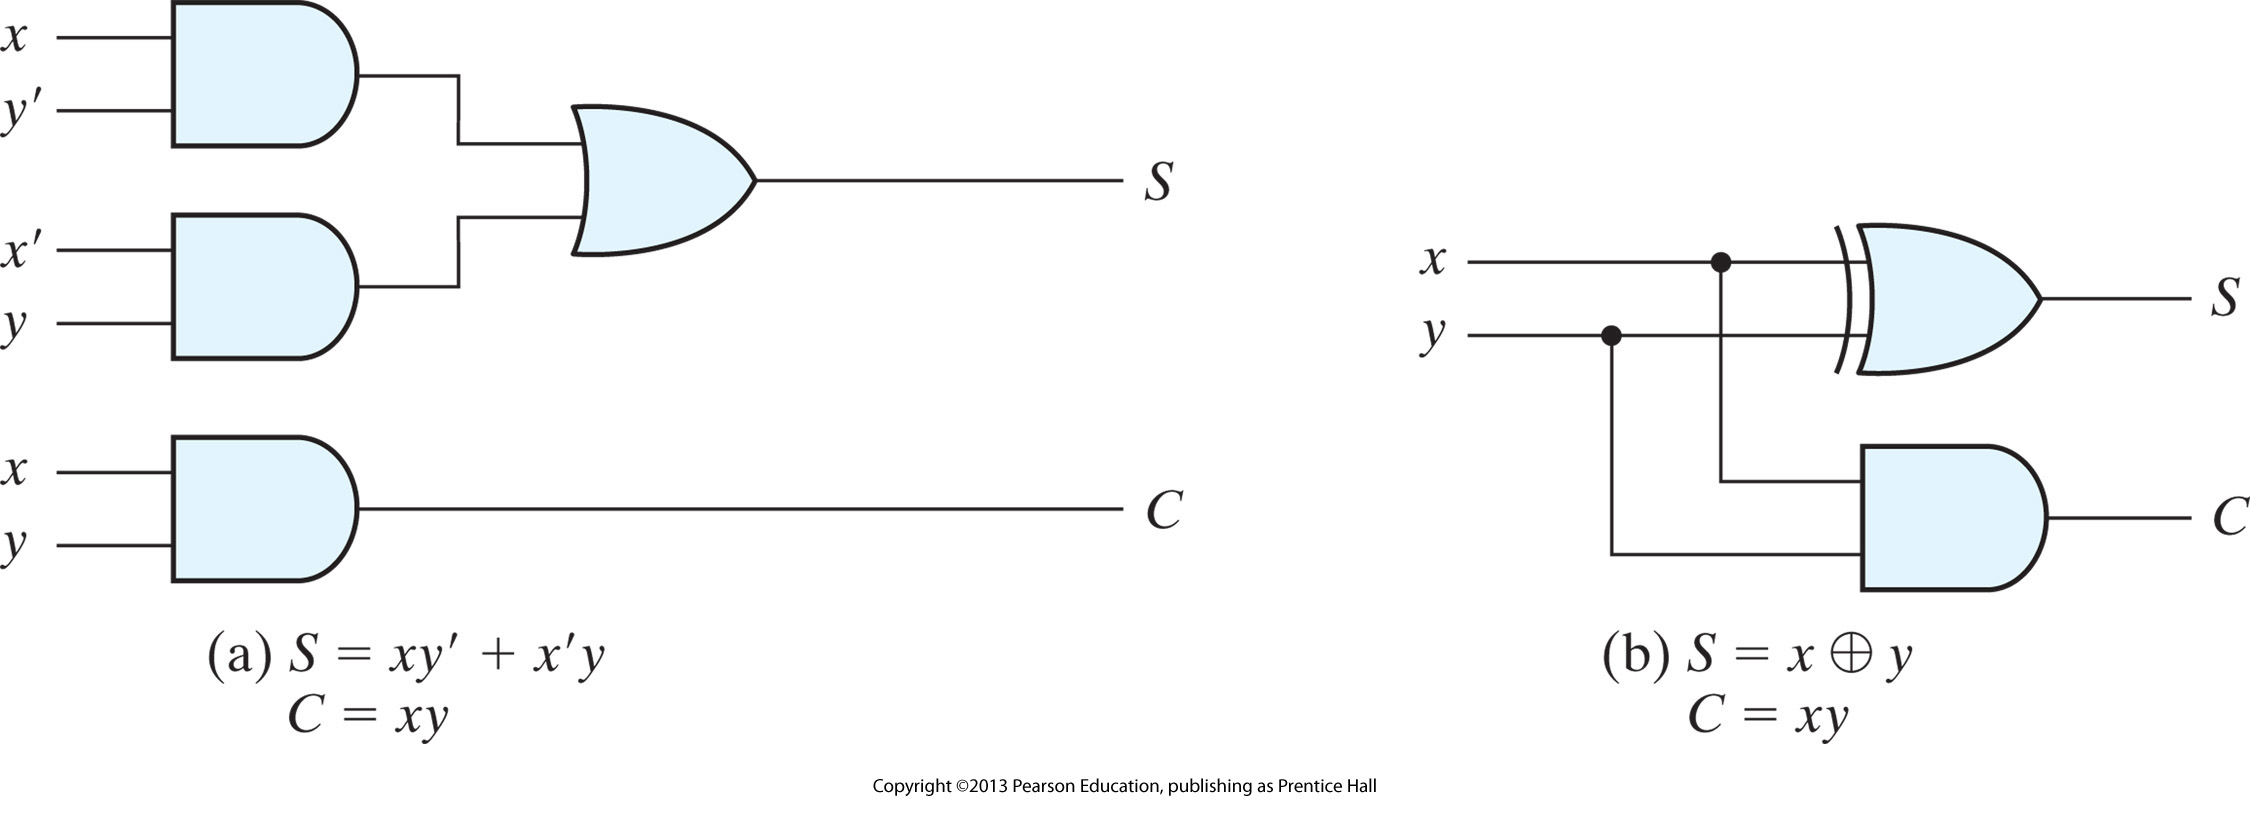 x
y′
x′
y
S
x
y
C
(a) S = xy′ + x′y
C = xy
x
y
S
C
(b) S = x ⊕ y
C = xy
Copyright ©2013 Pearson Education, publishing as Prentice Hall